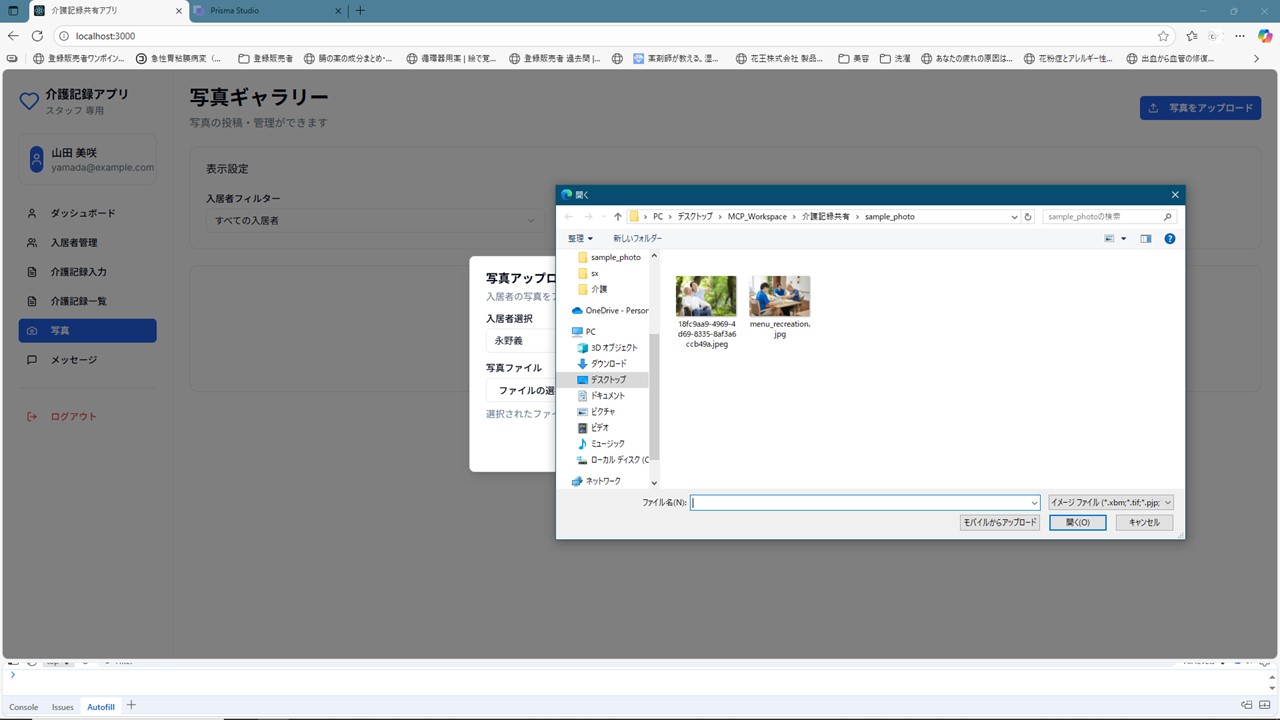 介護記録共有アプリ
Prisma Studio
localhost:3000
登録販売者ワンポイン...
急性胃粘膜病変（...
登録販売者
腸の薬の成分まとめ-...
循環器用薬 | 絵で覚...
登録販売者 過去問 |...
薬剤師が教える。湿...
花王株式会社 製品...
美容
洗濯
あなたの疲れの原因は...
花粉症とアレルギー性...
出血から血管の修復...
介護記録アプリ
スタッフ 専用
山田 美咲
yamada@example.com
ダッシュボード
入居者管理
介護記録入力
介護記録一覧
写真
メッセージ
ログアウト
写真ギャラリー
写真の投稿・管理ができます
写真をアップロード
表示設定
入居者フィルター
すべての入居者
写真アップロ
入居者の写真をア
入居者選択
永野義
写真ファイル
ファイルの選
選択されたファイ
開く
PC
デスクトップ
MCP_Workspace
介護記録共有
sample_photo
sample_photoの検索
整理
新しいフォルダー
sample_photo
sx
介護
OneDrive - Person
PC
3D オブジェクト
ダウンロード
デスクトップ
ドキュメント
ピクチャ
ビデオ
ミュージック
ローカル ディスク (C
ネットワーク
18fc9aa9-4969-4
d69-8335-8af3a6
ccb49a.jpeg
menu_recreation.
jpg
ファイル名(N):
イメージ ファイル (*.xbm;*.tif;*.pjp;
モバイルからアップロード
開く(O)
キャンセル
Console
Issues
Autofill